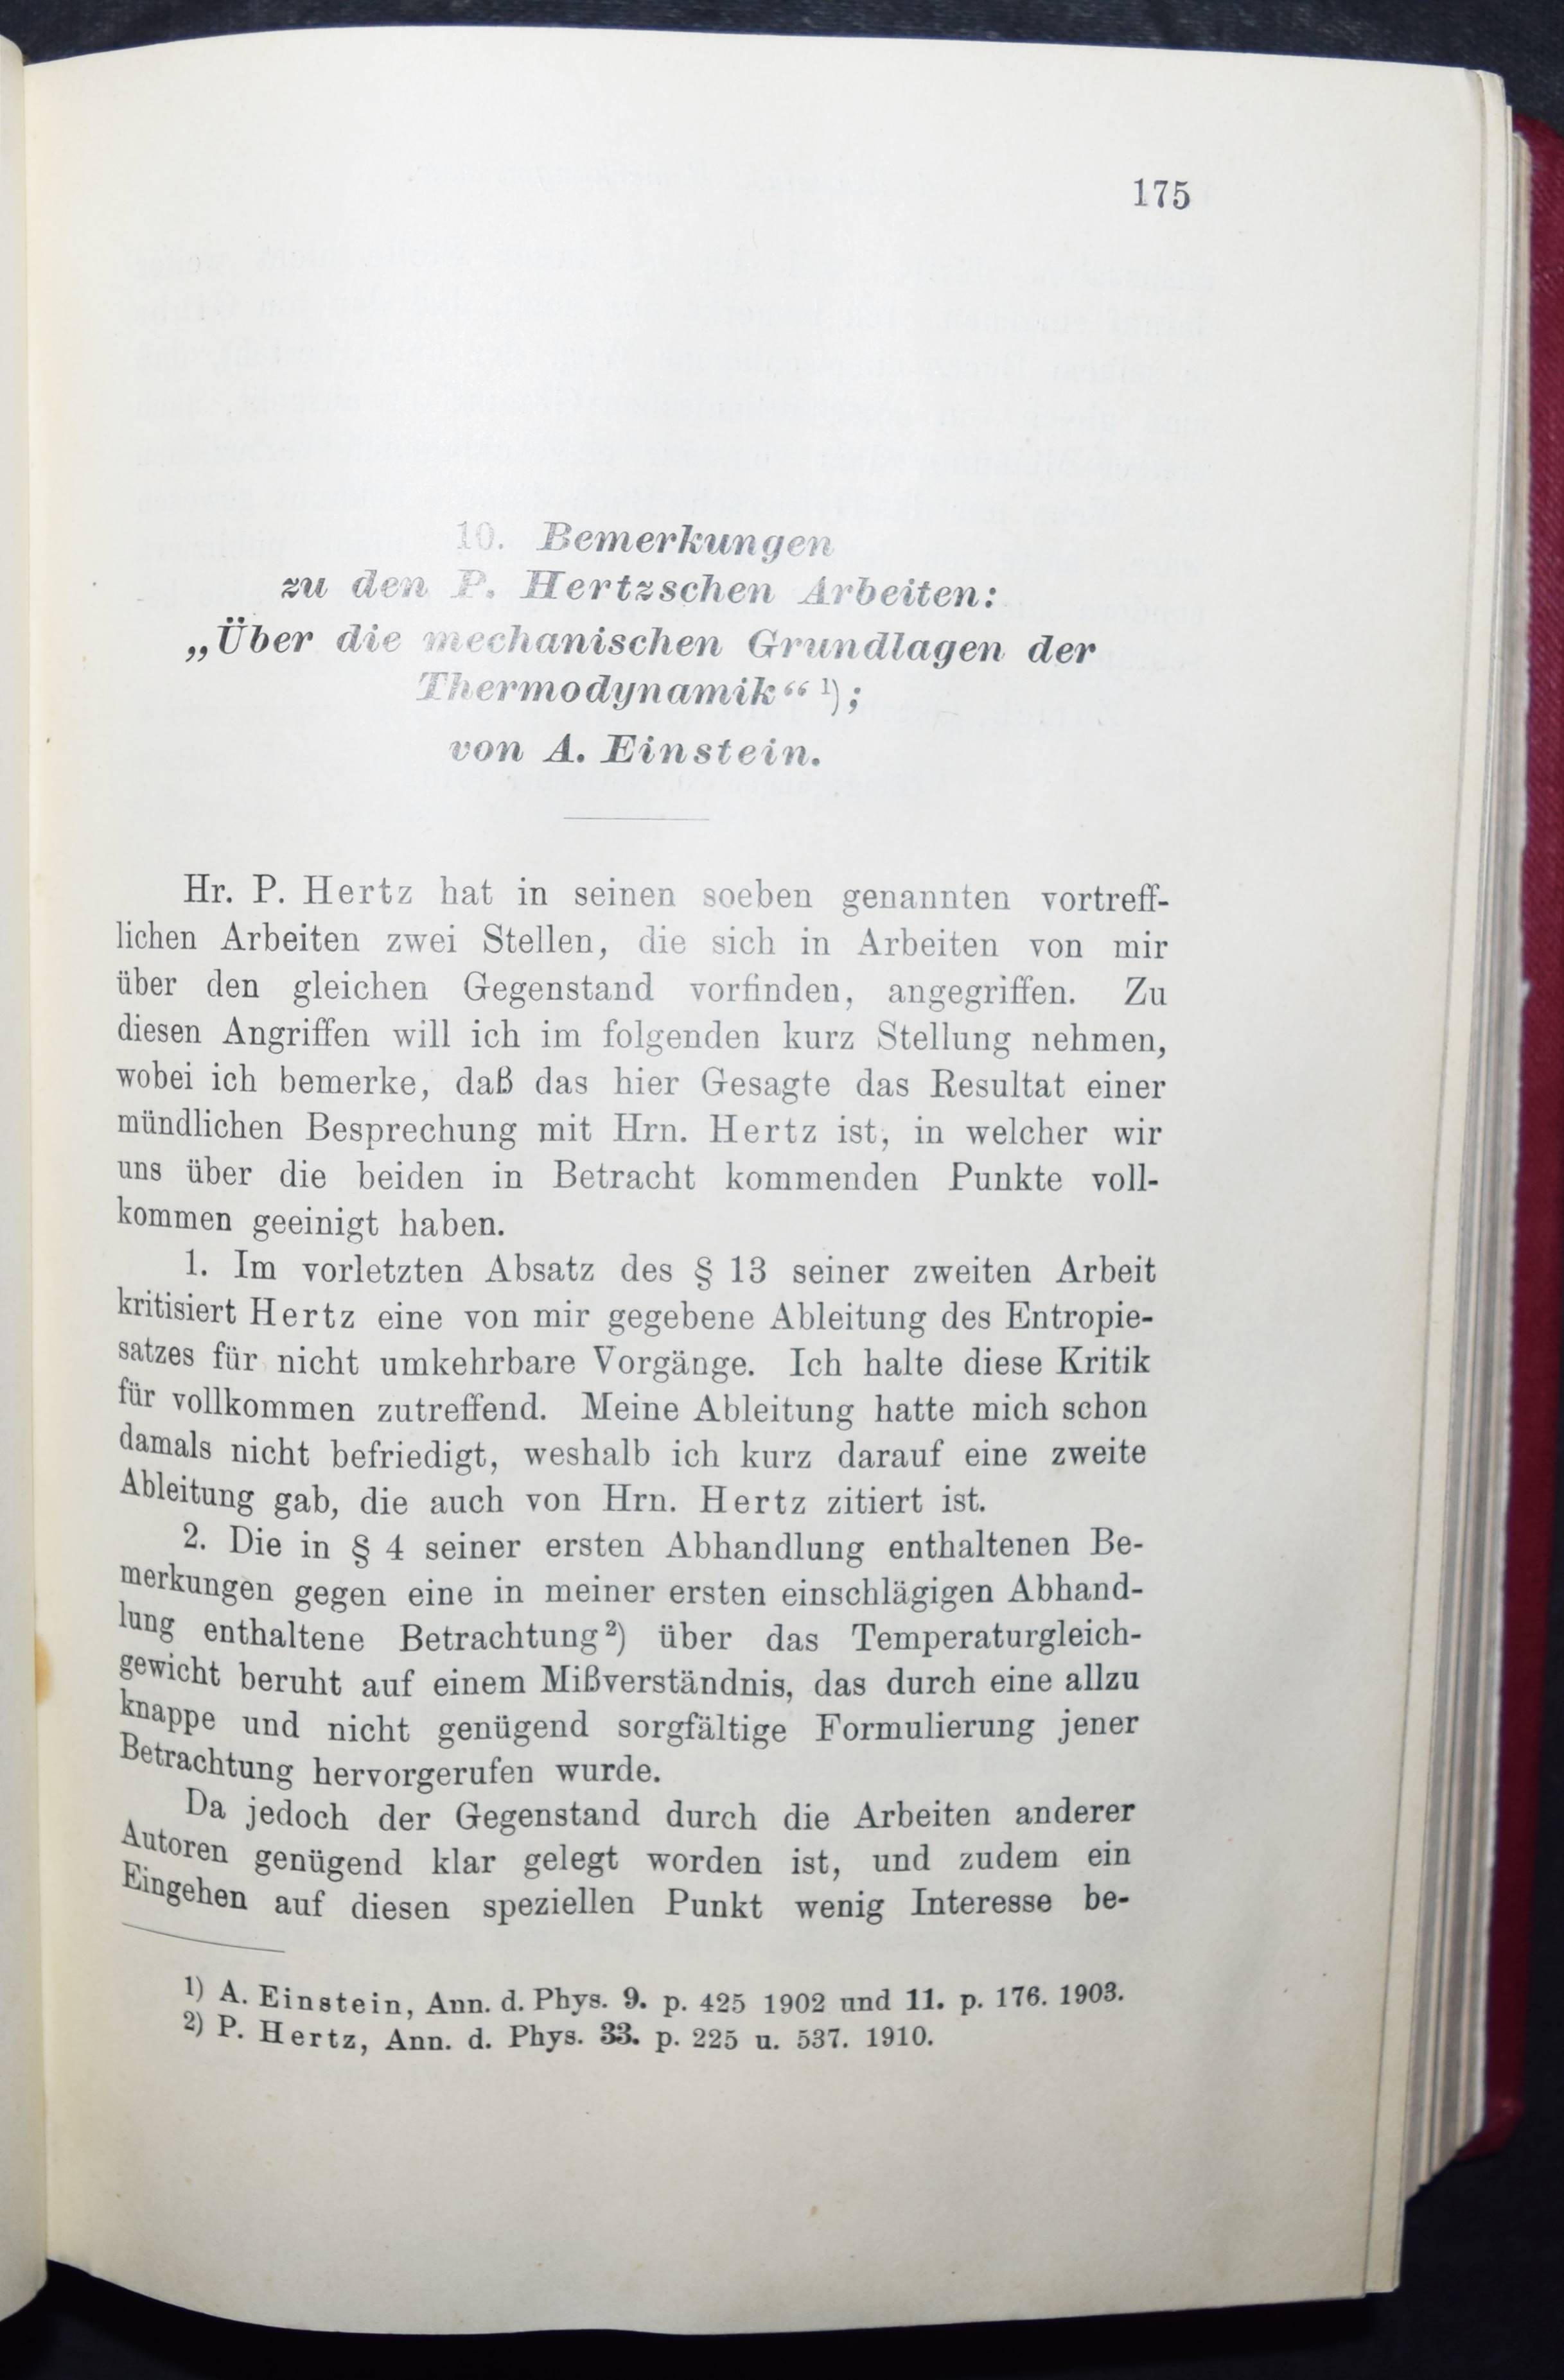 175
10. Bemerkungen
zu den P. Hertzschen Arbeiten:
„Über die mechanischen Grundlagen der
Thermodynamik“ ¹);
von A. Einstein.
Hr. P. Hertz hat in seinen soeben genannten vortreff-
lichen Arbeiten zwei Stellen, die sich in Arbeiten von mir
über den gleichen Gegenstand vorfinden, angegriffen. Zu
diesen Angriffen will ich im folgenden kurz Stellung nehmen,
wobei ich bemerke, daß das hier Gesagte das Resultat einer
mündlichen Besprechung mit Hrn. Hertz ist, in welcher wir
uns über die beiden in Betracht kommenden Punkte voll-
kommen geeinigt haben.
1. Im vorletzten Absatz des § 13 seiner zweiten Arbeit
kritisiert Hertz eine von mir gegebene Ableitung des Entropie-
satzes für nicht umkehrbare Vorgänge. Ich halte diese Kritik
für vollkommen zutreffend. Meine Ableitung hatte mich schon
damals nicht befriedigt, weshalb ich kurz darauf eine zweite
Ableitung gab, die auch von Hrn. Hertz zitiert ist.
2. Die in § 4 seiner ersten Abhandlung enthaltenen Be-
merkungen gegen eine in meiner ersten einschlägigen Abhand-
lung enthaltene Betrachtung²) über das Temperaturgleich-
gewicht beruht auf einem Mißverständnis, das durch eine allzu
knappe und nicht genügend sorgfältige Formulierung jener
Betrachtung hervorgerufen wurde.
Da jedoch der Gegenstand durch die Arbeiten anderer
Autoren genügend klar gelegt worden ist, und zudem ein
Eingehen auf diesen speziellen Punkt wenig Interesse be-
1) A. Einstein, Ann. d. Phys. 9. p. 425 1902 und 11. p. 176. 1903.
2) P. Hertz, Ann. d. Phys. 33. p. 225 u. 537. 1910.